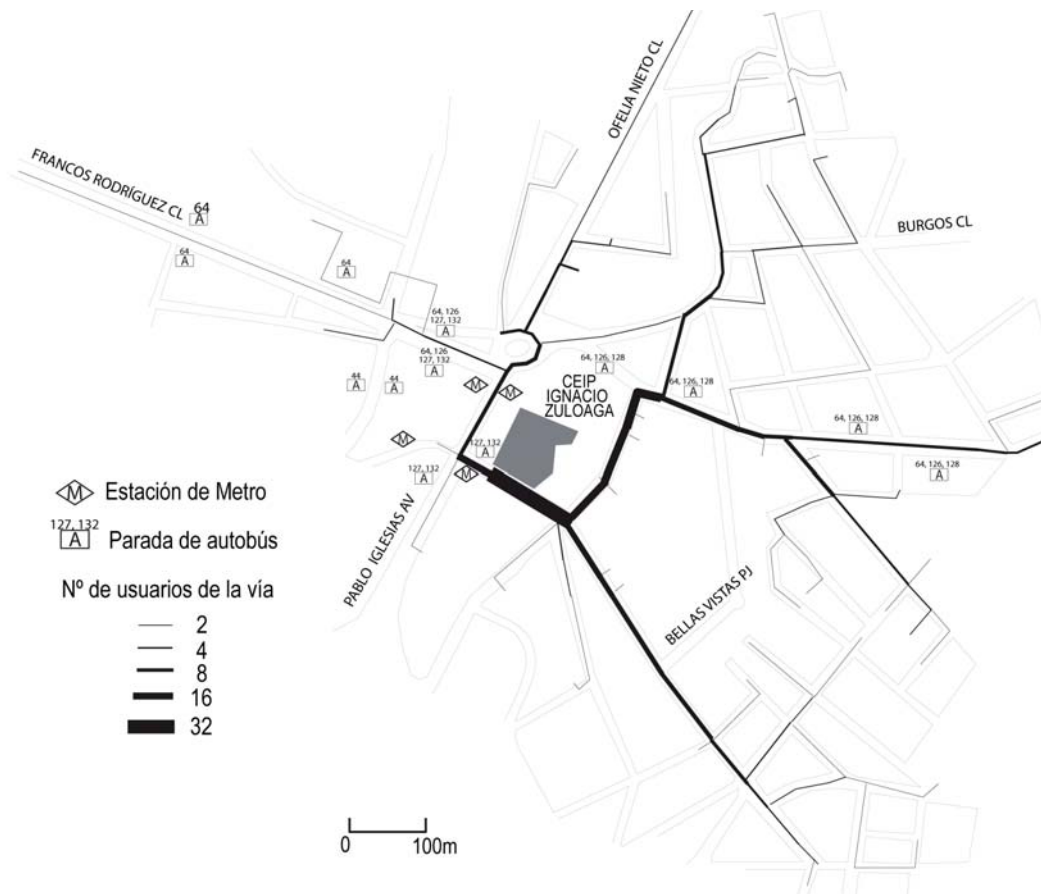 OFELIA NIETO CL
FRANCOS RODRÍGUEZ CL
64
A
BURGOS CL
64
A
64
A
64, 126
127, 132
A
64, 126
127, 132
A
64, 126, 128
A
44
A
44
A
M
M
CEIP
IGNACIO
ZULOAGA
64, 126, 128
A
64, 126, 128
A
M
127, 132
A
127, 132
A
M
64, 126, 128
A
M Estación de Metro
127, 132
A Parada de autobús
PABLO IGLESIAS AV
BELLAS VISTAS PJ
Nº de usuarios de la vía
2
4
8
16
32
0 100m